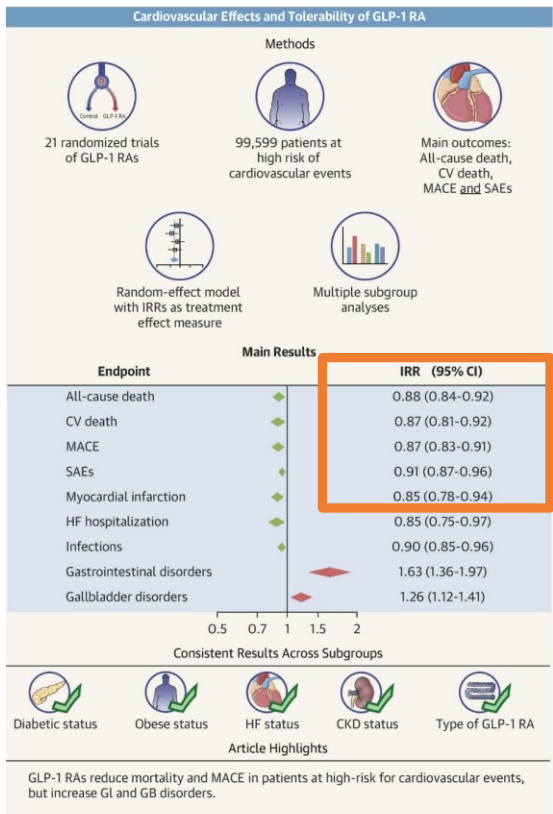 Cardiovascular Effects and Tolerability of GLP-1 RA
Methods
Control GLP-1 RA
21 randomized trials
of GLP-1 RAs
99,599 patients at
high risk of
cardiovascular events
Main outcomes:
All-cause death,
CV death,
MACE and SAEs
Random-effect model
with IRRs as treatment
effect measure
Multiple subgroup
analyses
Main Results
Endpoint IRR (95% CI)
All-cause death 0.88 (0.84-0.92)
CV death 0.87 (0.81-0.92)
MACE 0.87 (0.83-0.91)
SAEs 0.91 (0.87-0.96)
Myocardial infarction 0.85 (0.78-0.94)
HF hospitalization 0.85 (0.75-0.97)
Infections 0.90 (0.85-0.96)
Gastrointestinal disorders 1.63 (1.36-1.97)
Gallbladder disorders 1.26 (1.12-1.41)
0.5 0.7 1 1.5 2
Consistent Results Across Subgroups
Diabetic status Obese status HF status CKD status Type of GLP-1 RA
Article Highlights
GLP-1 RAs reduce mortality and MACE in patients at high-risk for cardiovascular events,
but increase GI and GB disorders.